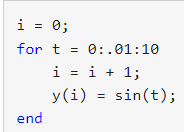 i = 0;
for t = 0:.01:10
    i = i + 1;
    y(i) = sin(t);
end